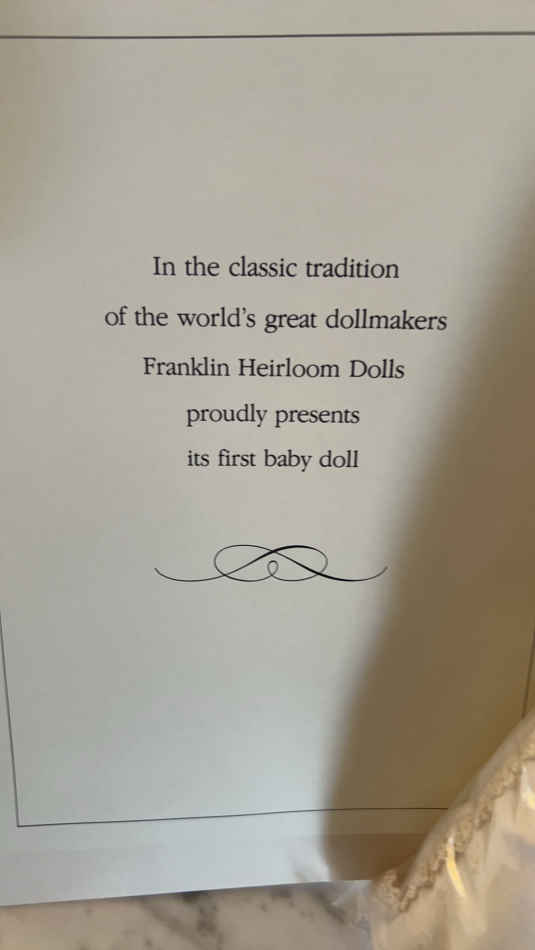 In the classic tradition
of the world's great dollmakers
Franklin Heirloom Dolls
proudly presents
its first baby doll